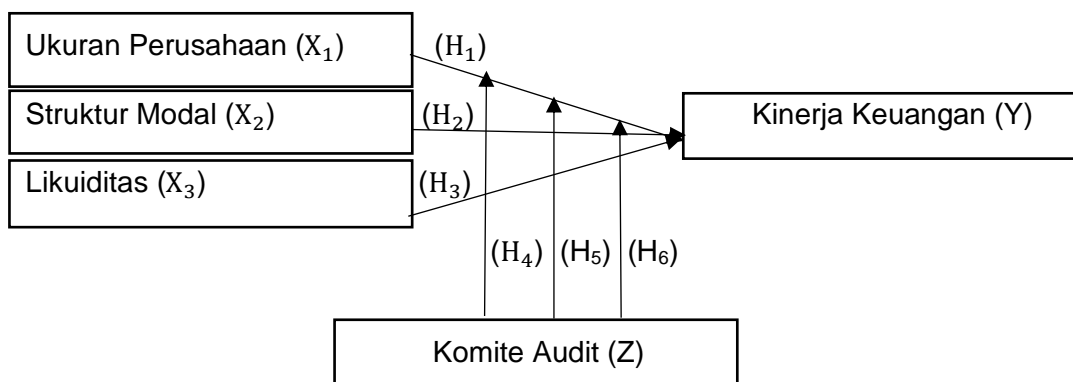 Ukuran Perusahaan (X₁)
(H₁)
Struktur Modal (X₂)
(H₂)
Kinerja Keuangan (Y)
Likuiditas (X₃)
(H₃)
(H₄) (H₅) (H₆)
Komite Audit (Z)